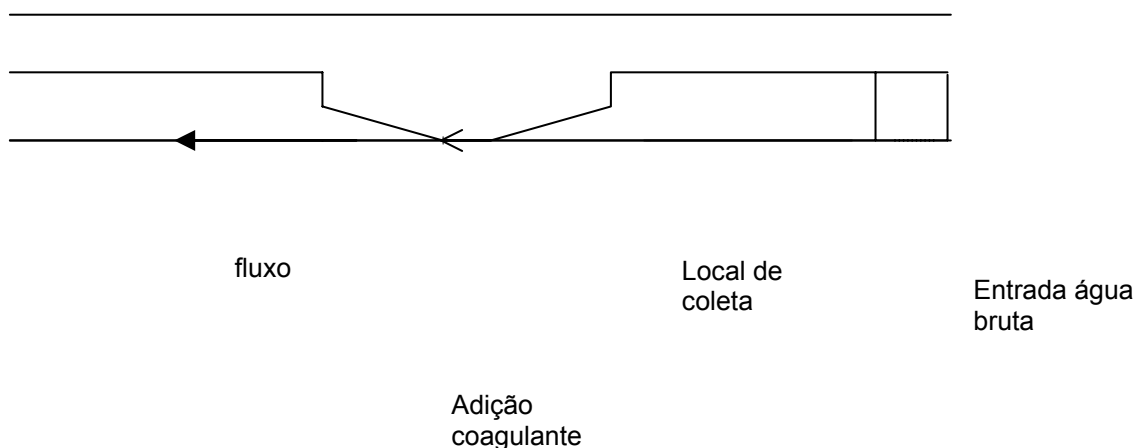 fluxo
Local de
coleta
Entrada água
bruta
Adição
coagulante